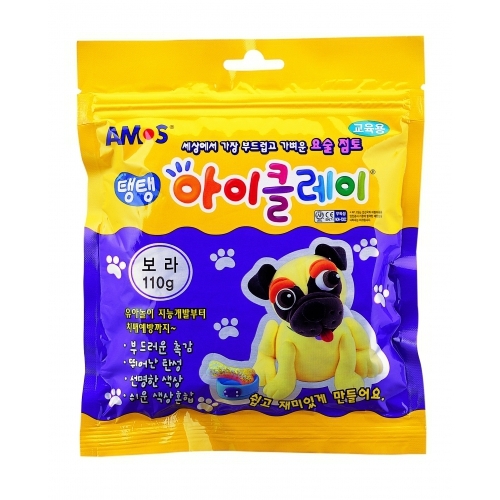 세상에서 가장 부드럽고 가벼운 요술 점토
교육용
AMOS
탱탱
아이클레이
보라
110g
유아놀이 지능개발부터
치매예방까지~
· 부드러운 촉감
· 뛰어난 탄성
· 선명한 색상
· 쉬운 색상혼합
쉽고 재미있게 만들어요.